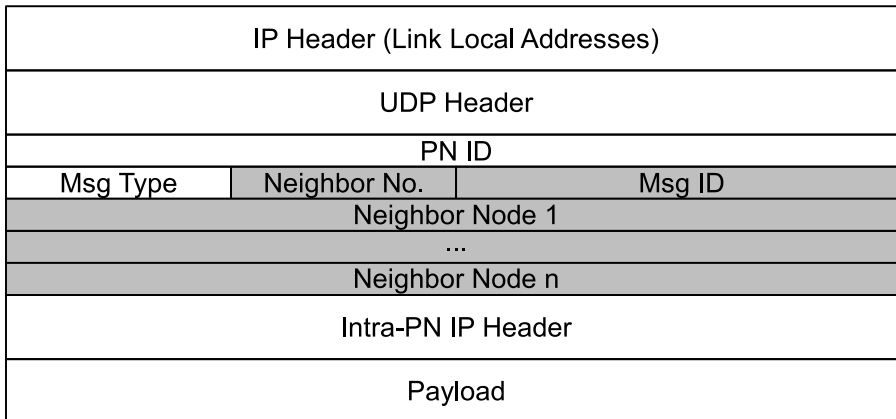 IP Header (Link Local Addresses)
UDP Header
PN ID
Msg Type Neighbor No. Msg ID
Neighbor Node 1
...
Neighbor Node n
Intra-PN IP Header
Payload